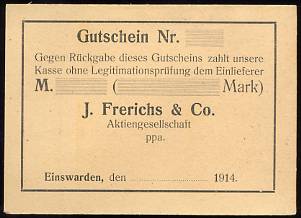 Gutschein Nr.
Gegen Rückgabe dieses Gutscheins zahlt unsere
Kasse ohne Legitimationsprüfung dem Einlieferer
M. ( Mark)
J. Frerichs & Co.
Aktiengesellschaft
ppa.
Einswarden, den 1914.